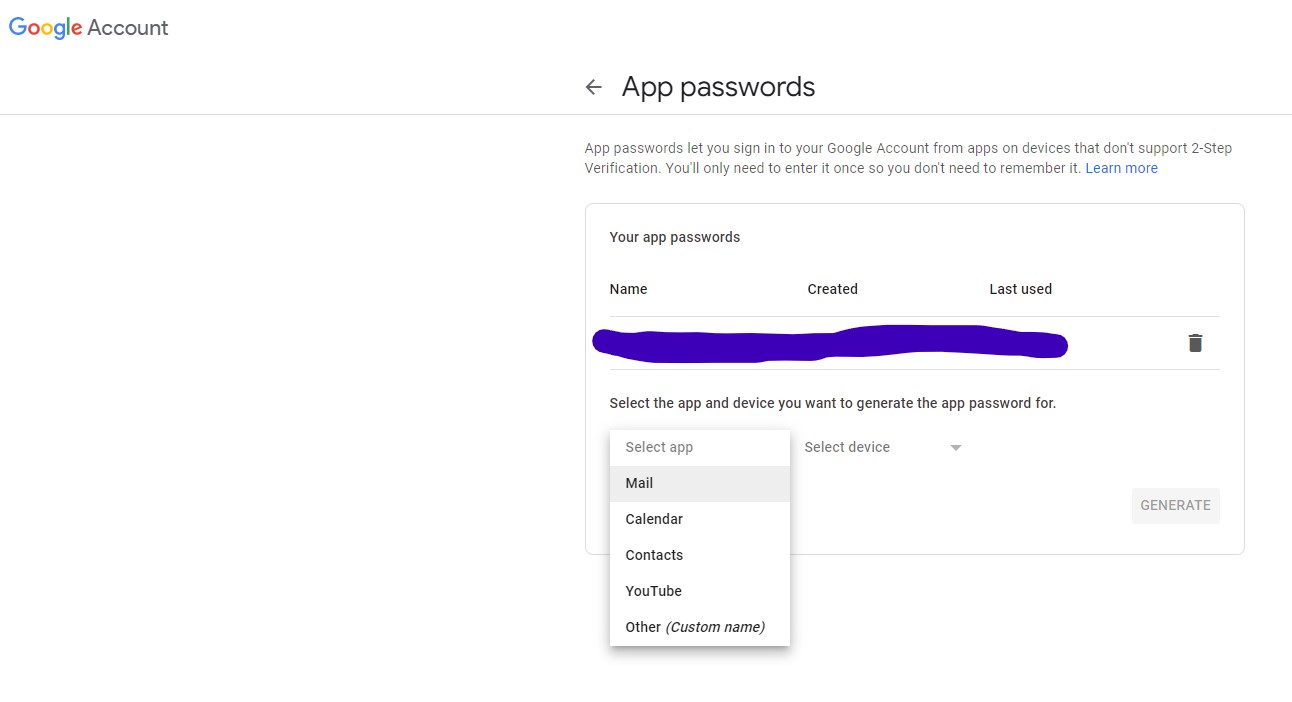 Google Account
App passwords
App passwords let you sign in to your Google Account from apps on devices that don't support 2-Step
Verification. You'll only need to enter it once so you don't need to remember it. Learn more
Your app passwords
Name Created Last used
Select the app and device you want to generate the app password for.
Select app Select device
Mail
Calendar
GENERATE
Contacts
YouTube
Other (Custom name)